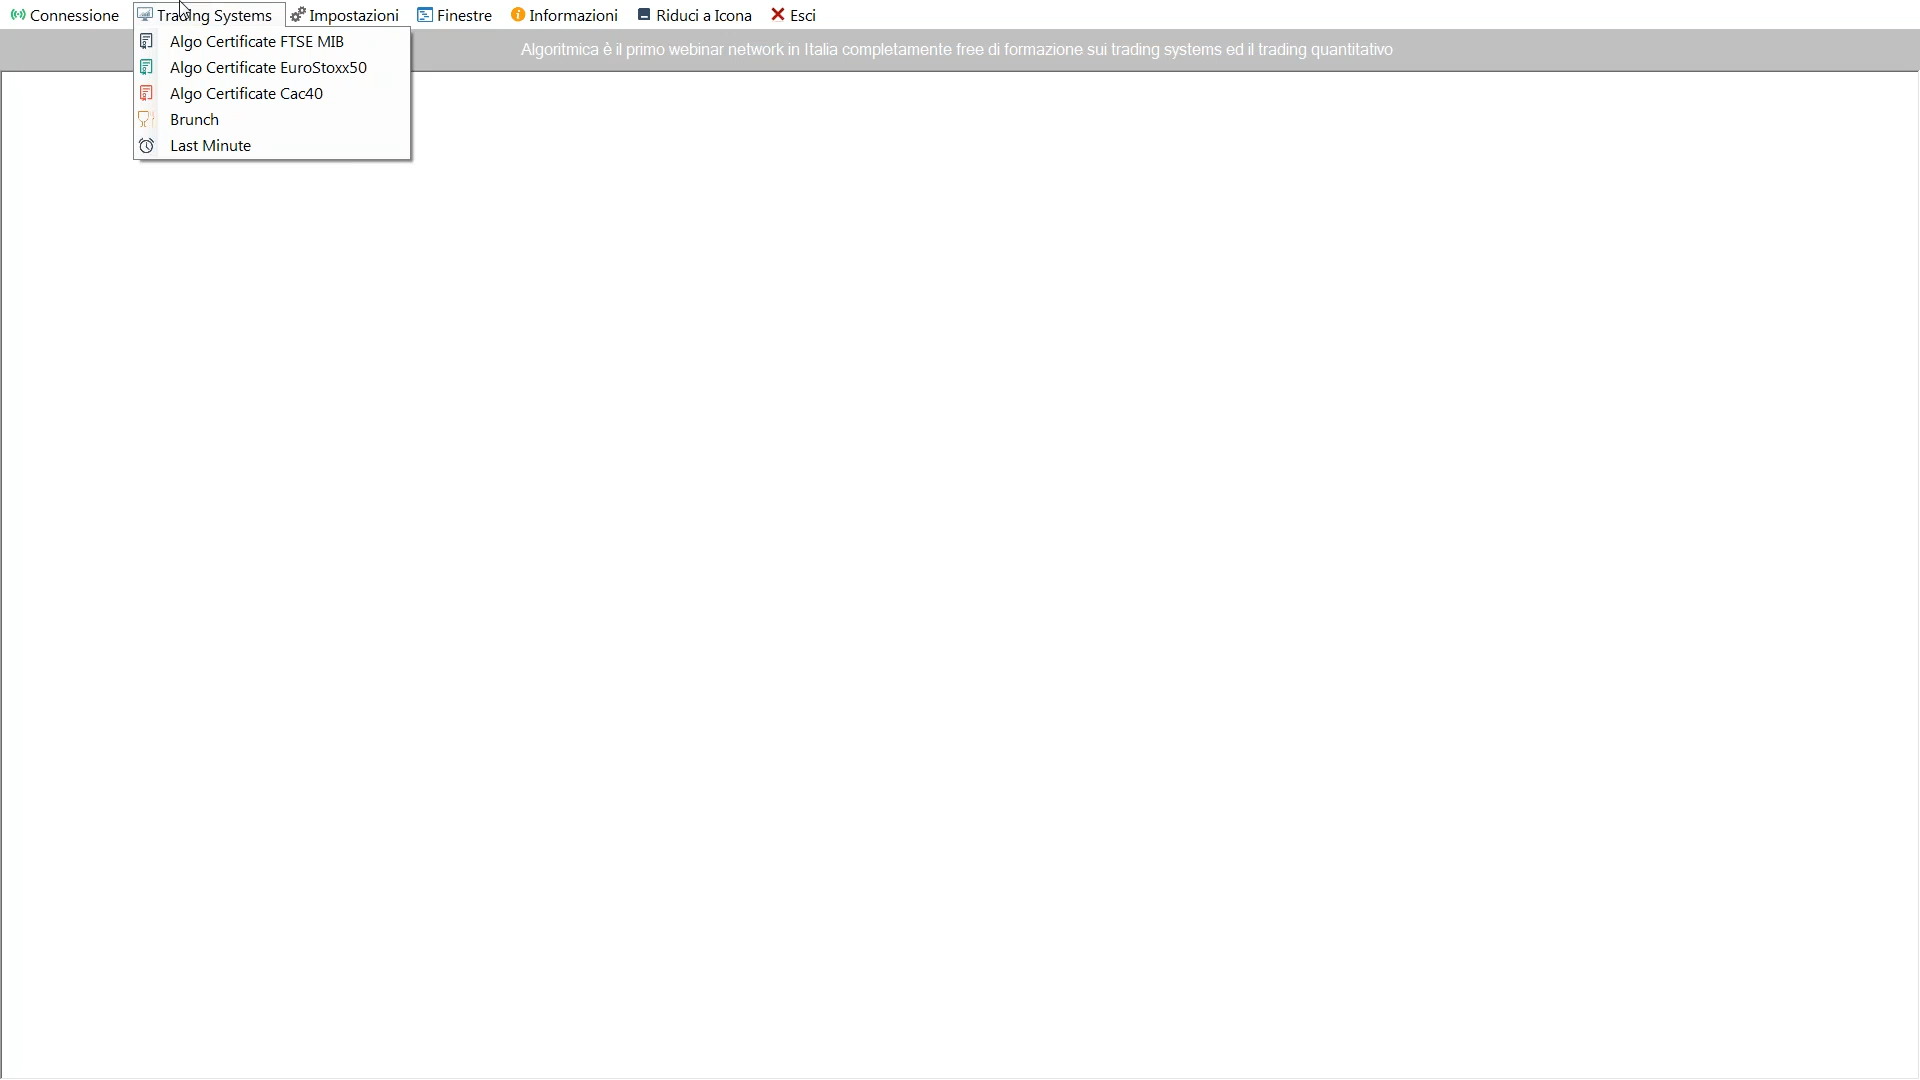 Connessione Trading Systems Impostazioni Finestre Informazioni Riduci a Icona Esci
Algoritmica è il primo webinar network in Italia completamente free di formazione sui trading systems ed il trading quantitativo
Algo Certificate FTSE MIB
Algo Certificate EuroStoxx50
Algo Certificate Cac40
Brunch
Last Minute